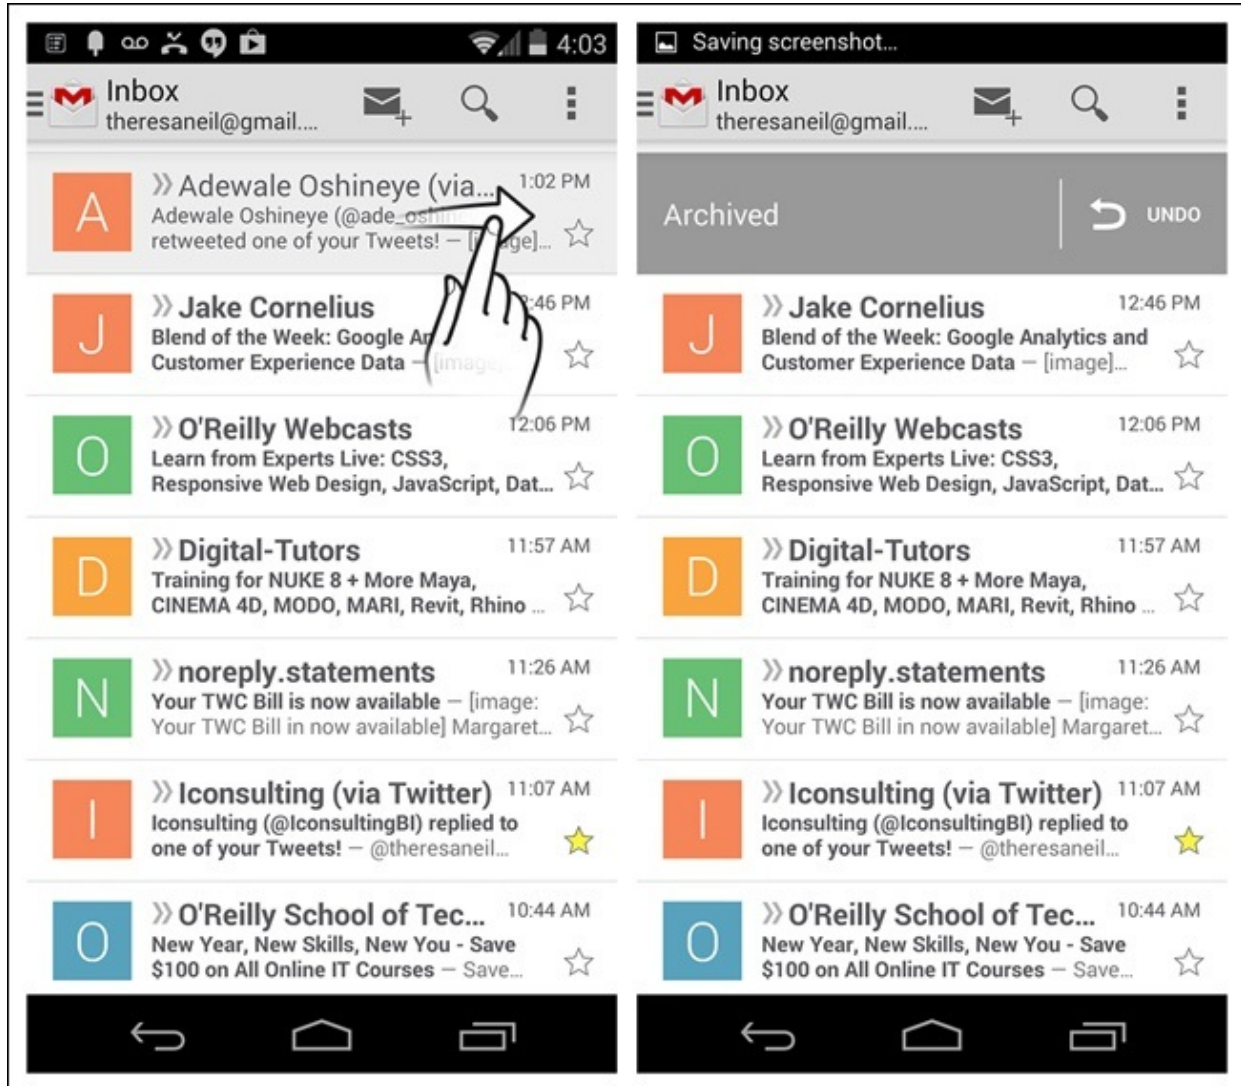 4:03
Inbox
theresaneil@gmail....
A
Adewale Oshineye (via... 1:02 PM
Adewale Oshineye (@ade_oshine
retweeted one of your Tweets! — [image]...
J
Jake Cornelius 2:46 PM
Blend of the Week: Google An
Customer Experience Data — [image
O
O'Reilly Webcasts 12:06 PM
Learn from Experts Live: CSS3,
Responsive Web Design, JavaScript, Dat...
D
Digital-Tutors 11:57 AM
Training for NUKE 8 + More Maya,
CINEMA 4D, MODO, MARI, Revit, Rhino ...
N
noreply.statements 11:26 AM
Your TWC Bill is now available — [image:
Your TWC Bill in now available] Margaret...
I
Iconsulting (via Twitter) 11:07 AM
Iconsulting (@IconsultingBI) replied to
one of your Tweets! — @theresaneil...
O
O'Reilly School of Tec... 10:44 AM
New Year, New Skills, New You - Save
$100 on All Online IT Courses — Save...
Saving screenshot...
Inbox
theresaneil@gmail....
Archived UNDO
J
Jake Cornelius 12:46 PM
Blend of the Week: Google Analytics and
Customer Experience Data — [image]...
O
O'Reilly Webcasts 12:06 PM
Learn from Experts Live: CSS3,
Responsive Web Design, JavaScript, Dat...
D
Digital-Tutors 11:57 AM
Training for NUKE 8 + More Maya,
CINEMA 4D, MODO, MARI, Revit, Rhino ...
N
noreply.statements 11:26 AM
Your TWC Bill is now available — [image:
Your TWC Bill in now available] Margaret...
I
Iconsulting (via Twitter) 11:07 AM
Iconsulting (@IconsultingBI) replied to
one of your Tweets! — @theresaneil...
O
O'Reilly School of Tec... 10:44 AM
New Year, New Skills, New You - Save
$100 on All Online IT Courses — Save...